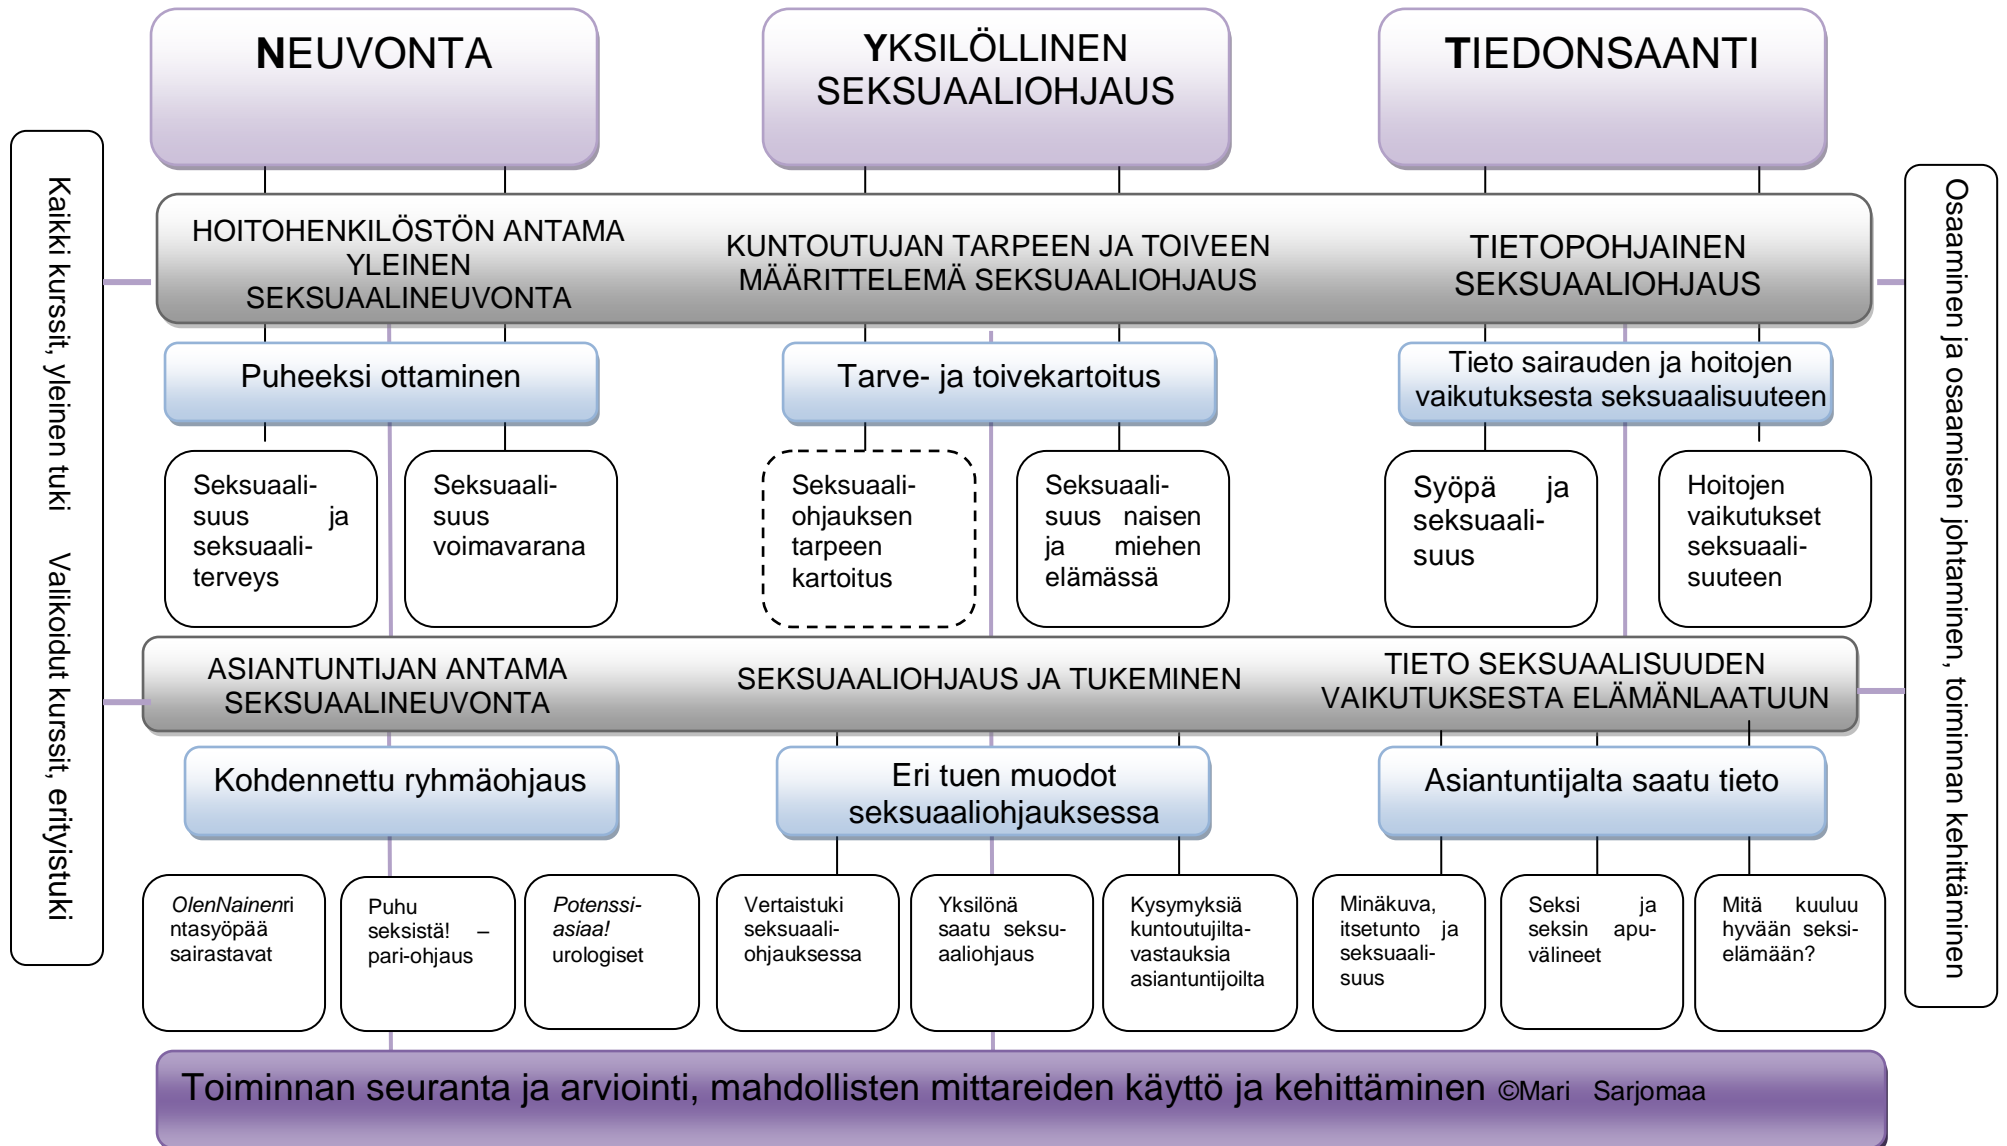 NEUVONTA
YKSILÖLLINEN
SEKSUAALIOHJAUS
TIEDONSAANTI
Kaikki kurssit, yleinen tuki Valikoidut kurssit, erityistuki
HOITOHENKILÖSTÖN ANTAMA
YLEINEN
SEKSUAALINEUVONTA
KUNTOUTUJAN TARPEEN JA TOIVEEN
MÄÄRITTELEMÄ SEKSUAALIOHJAUS
TIETOPOHJAINEN
SEKSUAALIOHJAUS
Osaaminen ja osaamisen johtaminen, toiminnan kehittäminen
Puheeksi ottaminen
Tarve- ja toivekartoitus
Tieto sairauden ja hoitojen
vaikutuksesta seksuaalisuuteen
Seksuaali-
suus ja
seksuaali-
terveys
Seksuaali-
suus
voimavarana
Seksuaali-
ohjauksen
tarpeen
kartoitus
Seksuaali-
suus naisen
ja miehen
elämässä
Syöpä ja
seksuaali-
suus
Hoitojen
vaikutukset
seksuaali-
suuteen
ASIANTUNTIJAN ANTAMA
SEKSUAALINEUVONTA
SEKSUAALIOHJAUS JA TUKEMINEN
TIETO SEKSUAALISUUDEN
VAIKUTUKSESTA ELÄMÄNLAATUUN
Kohdennettu ryhmäohjaus
Eri tuen muodot
seksuaaliohjauksessa
Asiantuntijalta saatu tieto
OlenNainenri
ntasyöpää
sairastavat
Puhu
seksistä! –
pari-ohjaus
Potenssi-
asiaa!
urologiset
Vertaistuki
seksuaali-
ohjauksessa
Yksilönä
saatu seksu-
aaliohjaus
Kysymyksiä
kuntoutujilta-
vastauksia
asiantuntijoilta
Minäkuva,
itsetunto ja
seksuaali-
suus
Seksi ja
seksin apu-
välineet
Mitä kuuluu
hyvään seksi-
elämään?
Toiminnan seuranta ja arviointi, mahdollisten mittareiden käyttö ja kehittäminen ©Mari Sarjomaa